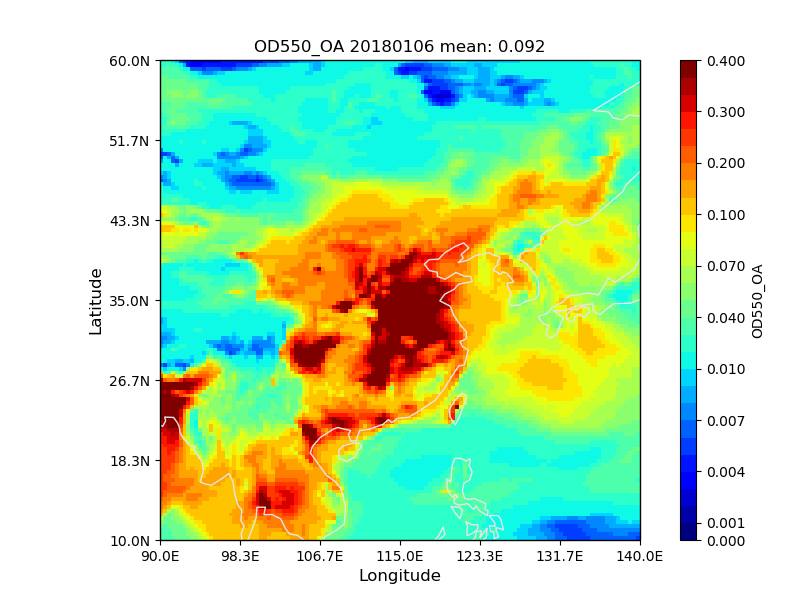 OD550_OA 20180106 mean: 0.092
60.0N
51.7N
43.3N
35.0N
26.7N
18.3N
10.0N
Latitude
90.0E 98.3E 106.7E 115.0E 123.3E 131.7E 140.0E
Longitude
0.400
0.300
0.200
0.100
0.070
0.040
0.010
0.007
0.004
0.001
0.000
OD550_OA